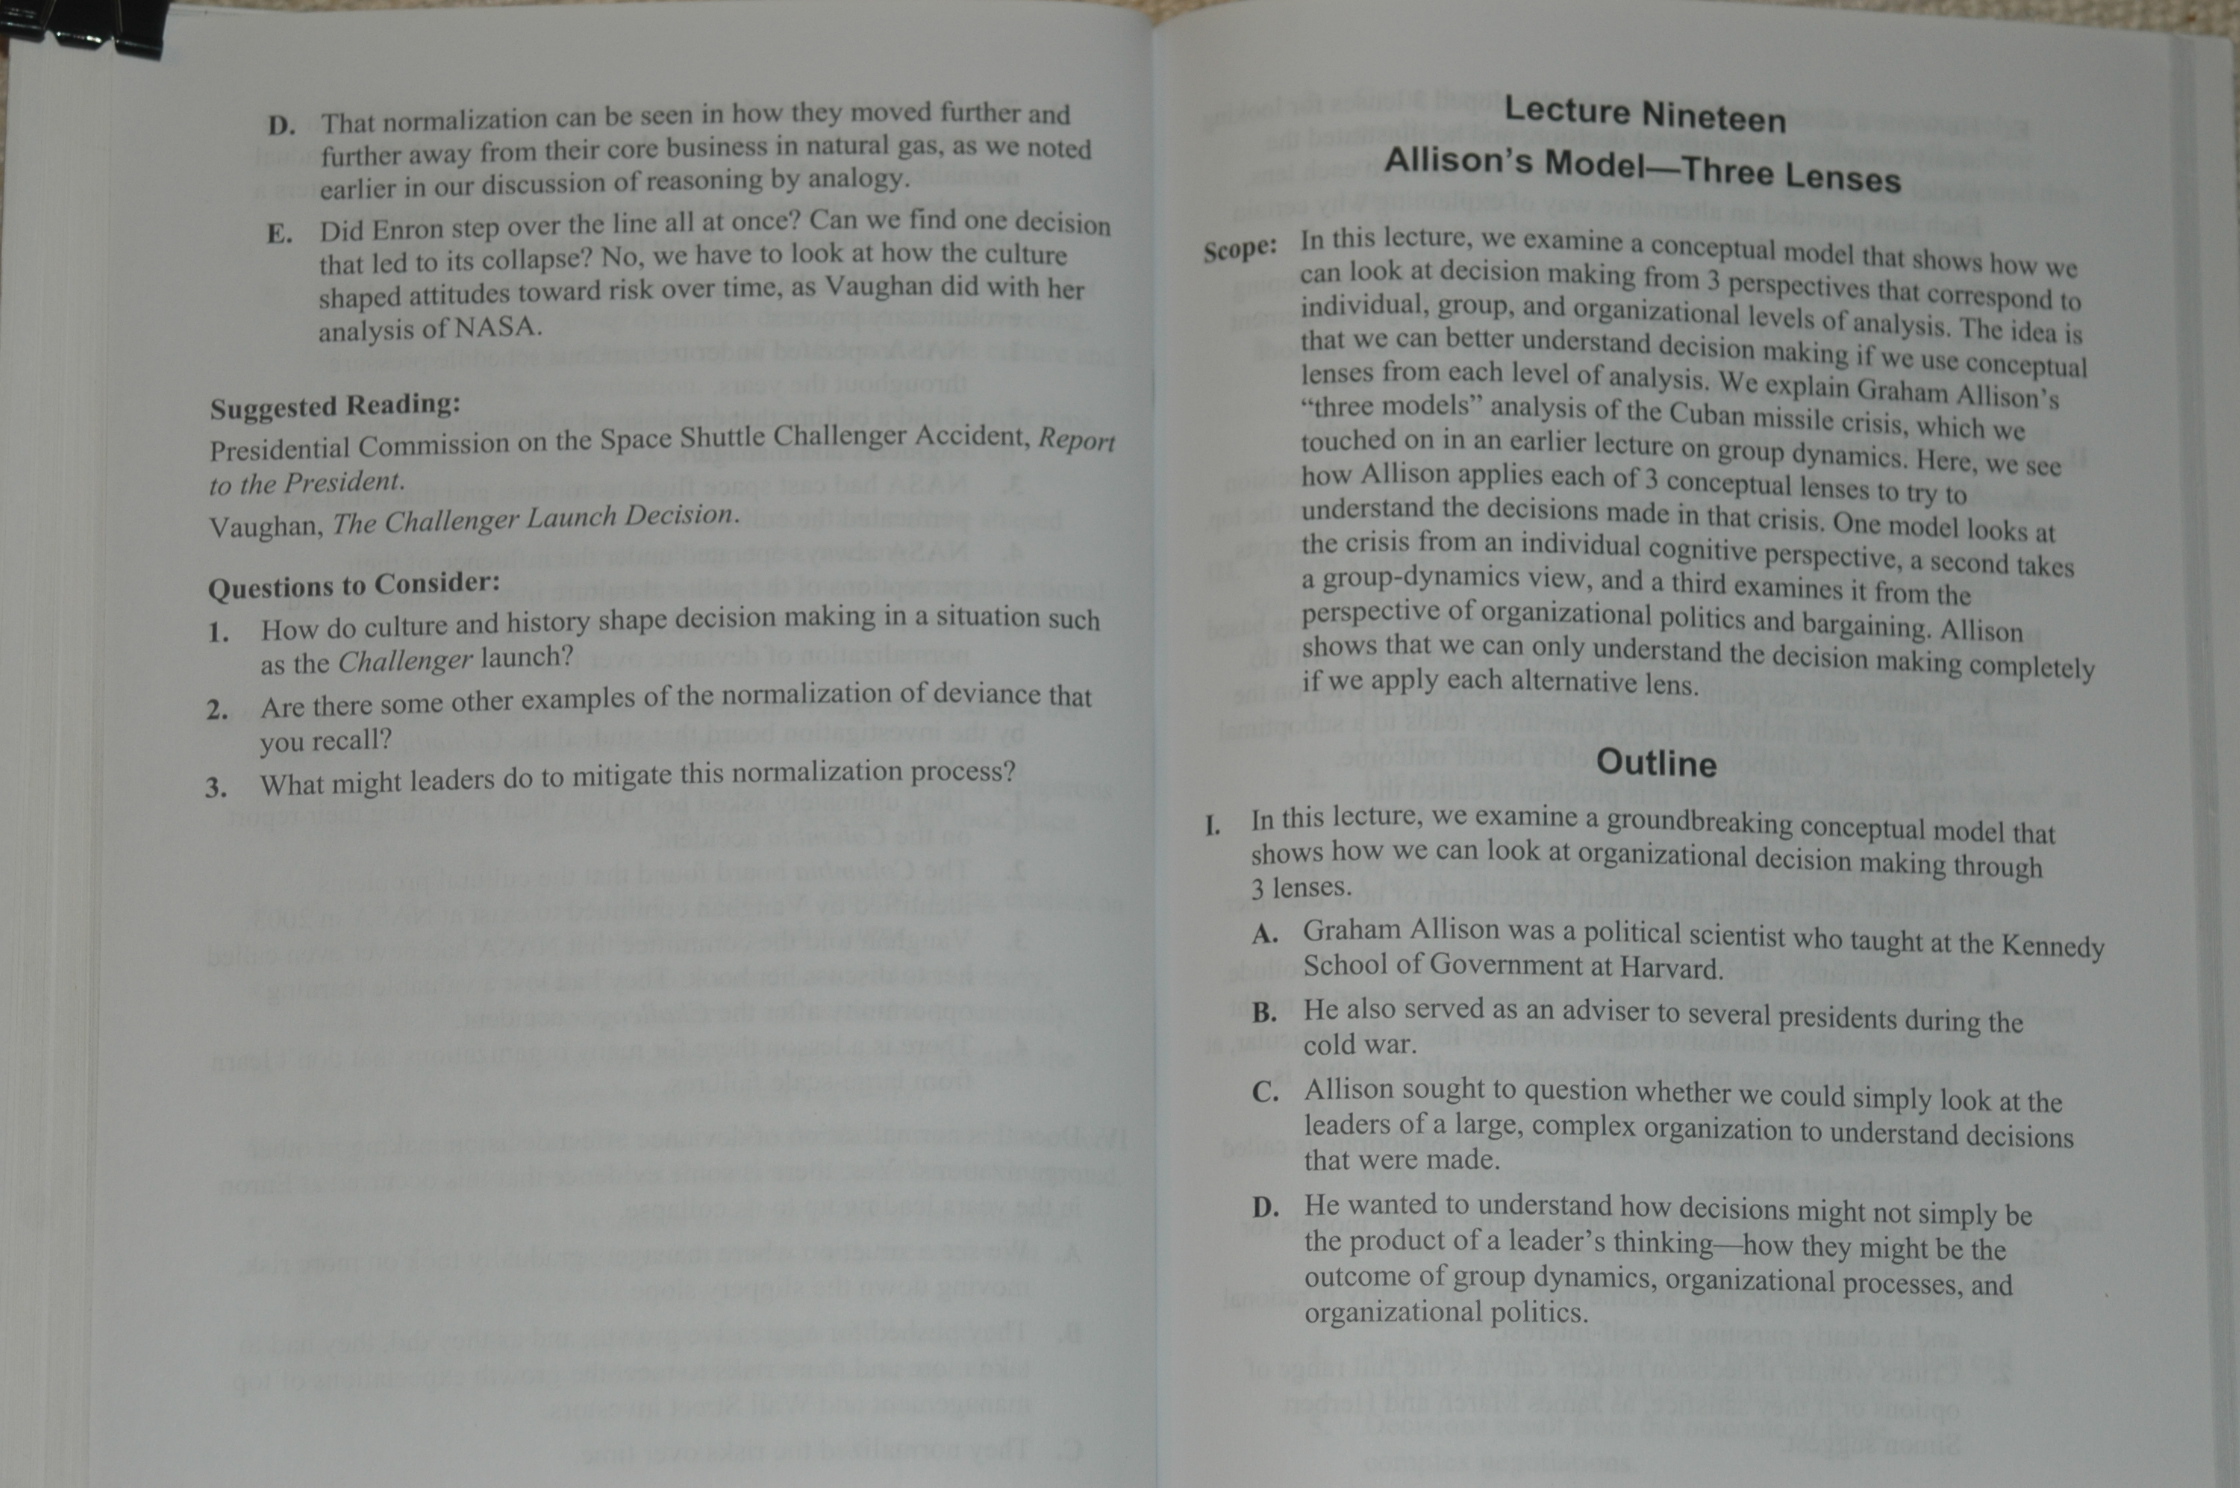 D. That normalization can be seen in how they moved further and
further away from their core business in natural gas, as we noted
earlier in our discussion of reasoning by analogy.
E. Did Enron step over the line all at once? Can we find one decision
that led to its collapse? No, we have to look at how the culture
shaped attitudes toward risk over time, as Vaughan did with her
analysis of NASA.
Suggested Reading:
Presidential Commission on the Space Shuttle Challenger Accident, Report
to the President.
Vaughan, The Challenger Launch Decision.
Questions to Consider:
1. How do culture and history shape decision making in a situation such
as the Challenger launch?
2. Are there some other examples of the normalization of deviance that
you recall?
3. What might leaders do to mitigate this normalization process?
Lecture Nineteen
Allison's Model—Three Lenses
Scope: In this lecture, we examine a conceptual model that shows how we
can look at decision making from 3 perspectives that correspond to
individual, group, and organizational levels of analysis. The idea is
that we can better understand decision making if we use conceptual
lenses from each level of analysis. We explain Graham Allison's
“three models” analysis of the Cuban missile crisis, which we
touched on in an earlier lecture on group dynamics. Here, we see
how Allison applies each of 3 conceptual lenses to try to
understand the decisions made in that crisis. One model looks at
the crisis from an individual cognitive perspective, a second takes
a group-dynamics view, and a third examines it from the
perspective of organizational politics and bargaining. Allison
shows that we can only understand the decision making completely
if we apply each alternative lens.
Outline
I. In this lecture, we examine a groundbreaking conceptual model that
shows how we can look at organizational decision making through
3 lenses.
A. Graham Allison was a political scientist who taught at the Kennedy
School of Government at Harvard.
B. He also served as an adviser to several presidents during the
cold war.
C. Allison sought to question whether we could simply look at the
leaders of a large, complex organization to understand decisions
that were made.
D. He wanted to understand how decisions might not simply be
the product of a leader's thinking—how they might be the
outcome of group dynamics, organizational processes, and
organizational politics.